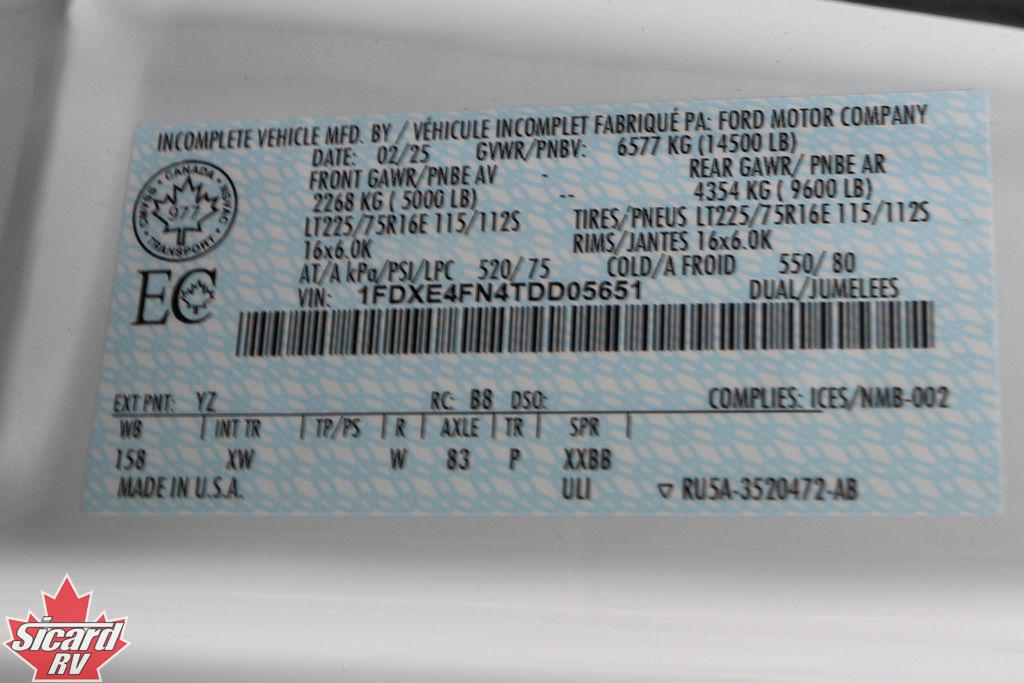 INCOMPLETE VEHICLE MFD. BY / VÉHICULE INCOMPLET FABRIQUÉ PA: FORD MOTOR COMPANY
DATE: 02/25 GVWR/PNBV: 6577 KG (14500 LB)
FRONT GAWR/PNBE AV - REAR GAWR/ PNBE AR
2268 KG ( 5000 LB) -- 4354 KG ( 9600 LB)
LT225/75R16E 115/112S TIRES/PNEUS LT225/75R16E 115/112S
16x6.0K RIMS/JANTES 16x6.0K
AT/A kPa/PSI/LPC 520/ 75 COLD/A FROID 550/ 80
VIN: 1FDXE4FN4TDD05651 DUAL/JUMELEES
CANADA
977
TRANSPORT
EC
EXT PNT: YZ RC: B8 DSO: COMPLIES: ICES/NMB-002
WB | INT TR | TP/PS | R | AXLE | TR | SPR |
158 XW W 83 P XXBB
MADE IN U.S.A. ULI ▽ RU5A-3520472-AB
Sicard
RV